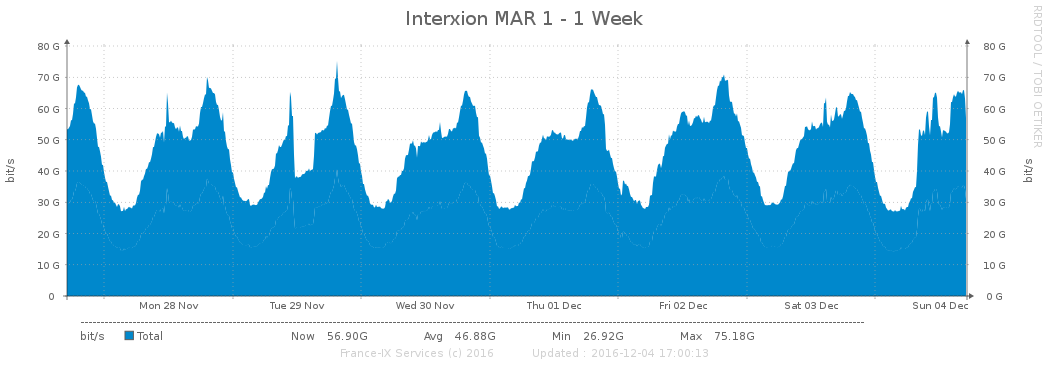 Interxion MAR 1 - 1 Week
RRDTOOL / TOBI OETIKER
80 G 80 G
70 G 70 G
60 G 60 G
50 G 50 G
40 G 40 G
30 G 30 G
20 G 20 G
10 G 10 G
0 0 G
bit/s bit/s
Mon 28 Nov Tue 29 Nov Wed 30 Nov Thu 01 Dec Fri 02 Dec Sat 03 Dec Sun 04 Dec
bit/s Total Now 56.90G Avg 46.88G Min 26.92G Max 75.18G
France-IX Services (c) 2016 Updated : 2016-12-04 17:00:13